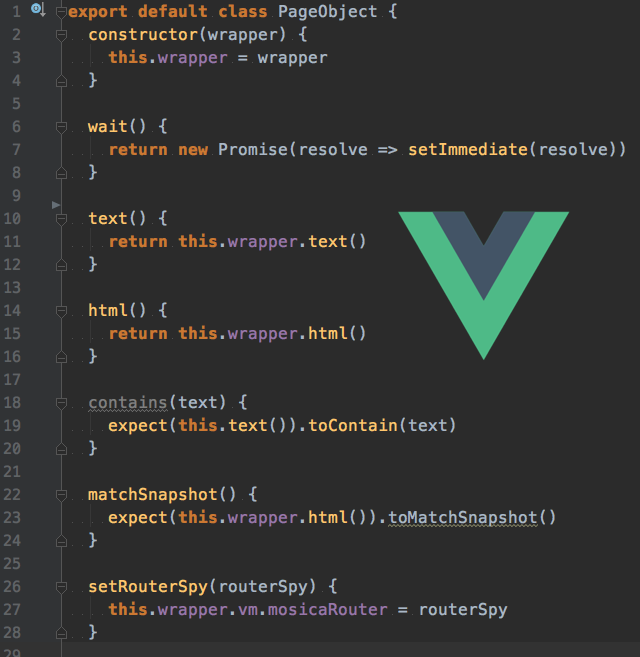 1 export default class PageObject {
2 constructor(wrapper) {
3 this.wrapper = wrapper
4 }
5
6 wait() {
7 return new Promise(resolve => setImmediate(resolve))
8 }
9
10 text() {
11 return this.wrapper.text()
12 }
13
14 html() {
15 return this.wrapper.html()
16 }
17
18 contains(text) {
19 expect(this.text()).toContain(text)
20 }
21
22 matchSnapshot() {
23 expect(this.wrapper.html()).toMatchSnapshot()
24 }
25
26 setRouterSpy(routerSpy) {
27 this.wrapper.vm.mosicaRouter = routerSpy
28 }
29